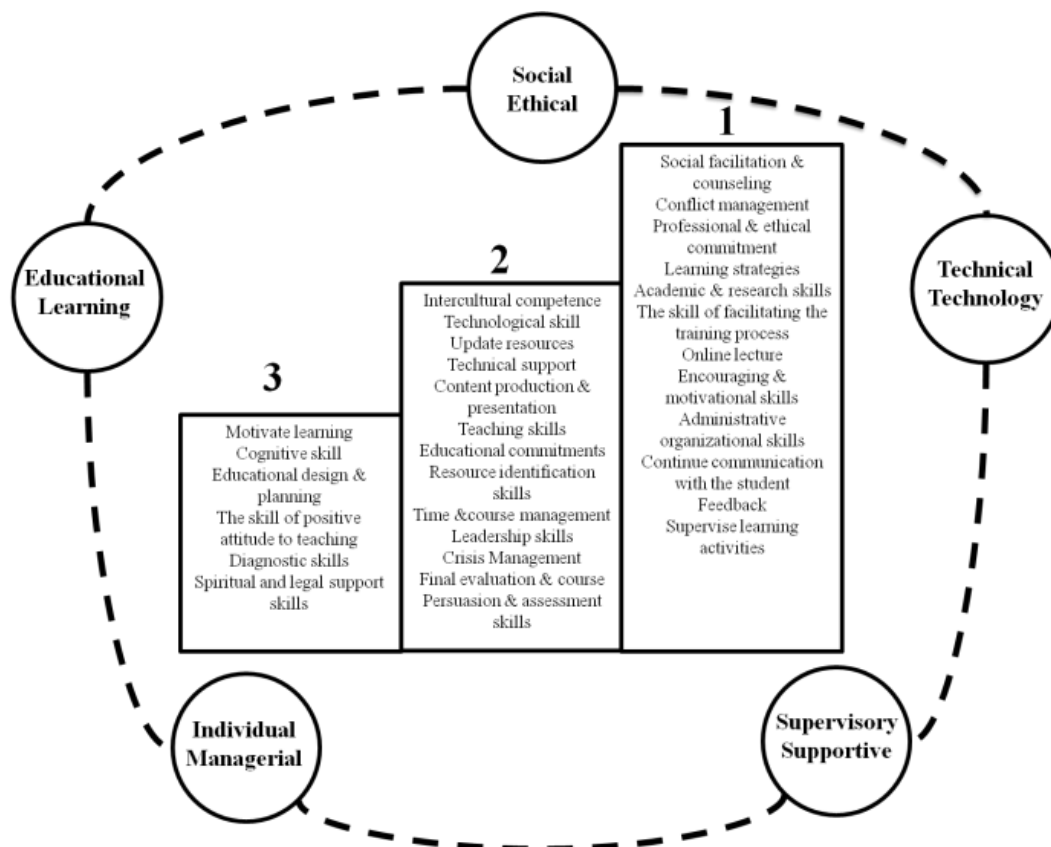 Social
Ethical
Educational
Learning
Technical
Technology
1
Social facilitation &
counseling
Conflict management
Professional & ethical
commitment
Learning strategies
Academic & research skills
The skill of facilitating the
training process
Online lecture
Encouraging &
motivational skills
Administrative
organizational skills
Continue communication
with the student
Feedback
Supervise learning
activities
2
Intercultural competence
Technological skill
Update resources
Technical support
Content production &
presentation
Teaching skills
Educational commitments
Resource identification
skills
Time &course management
Leadership skills
Crisis Management
Final evaluation & course
Persuasion & assessment
skills
3
Motivate learning
Cognitive skill
Educational design &
planning
The skill of positive
attitude to teaching
Diagnostic skills
Spiritual and legal support
skills
Individual
Managerial
Supervisory
Supportive